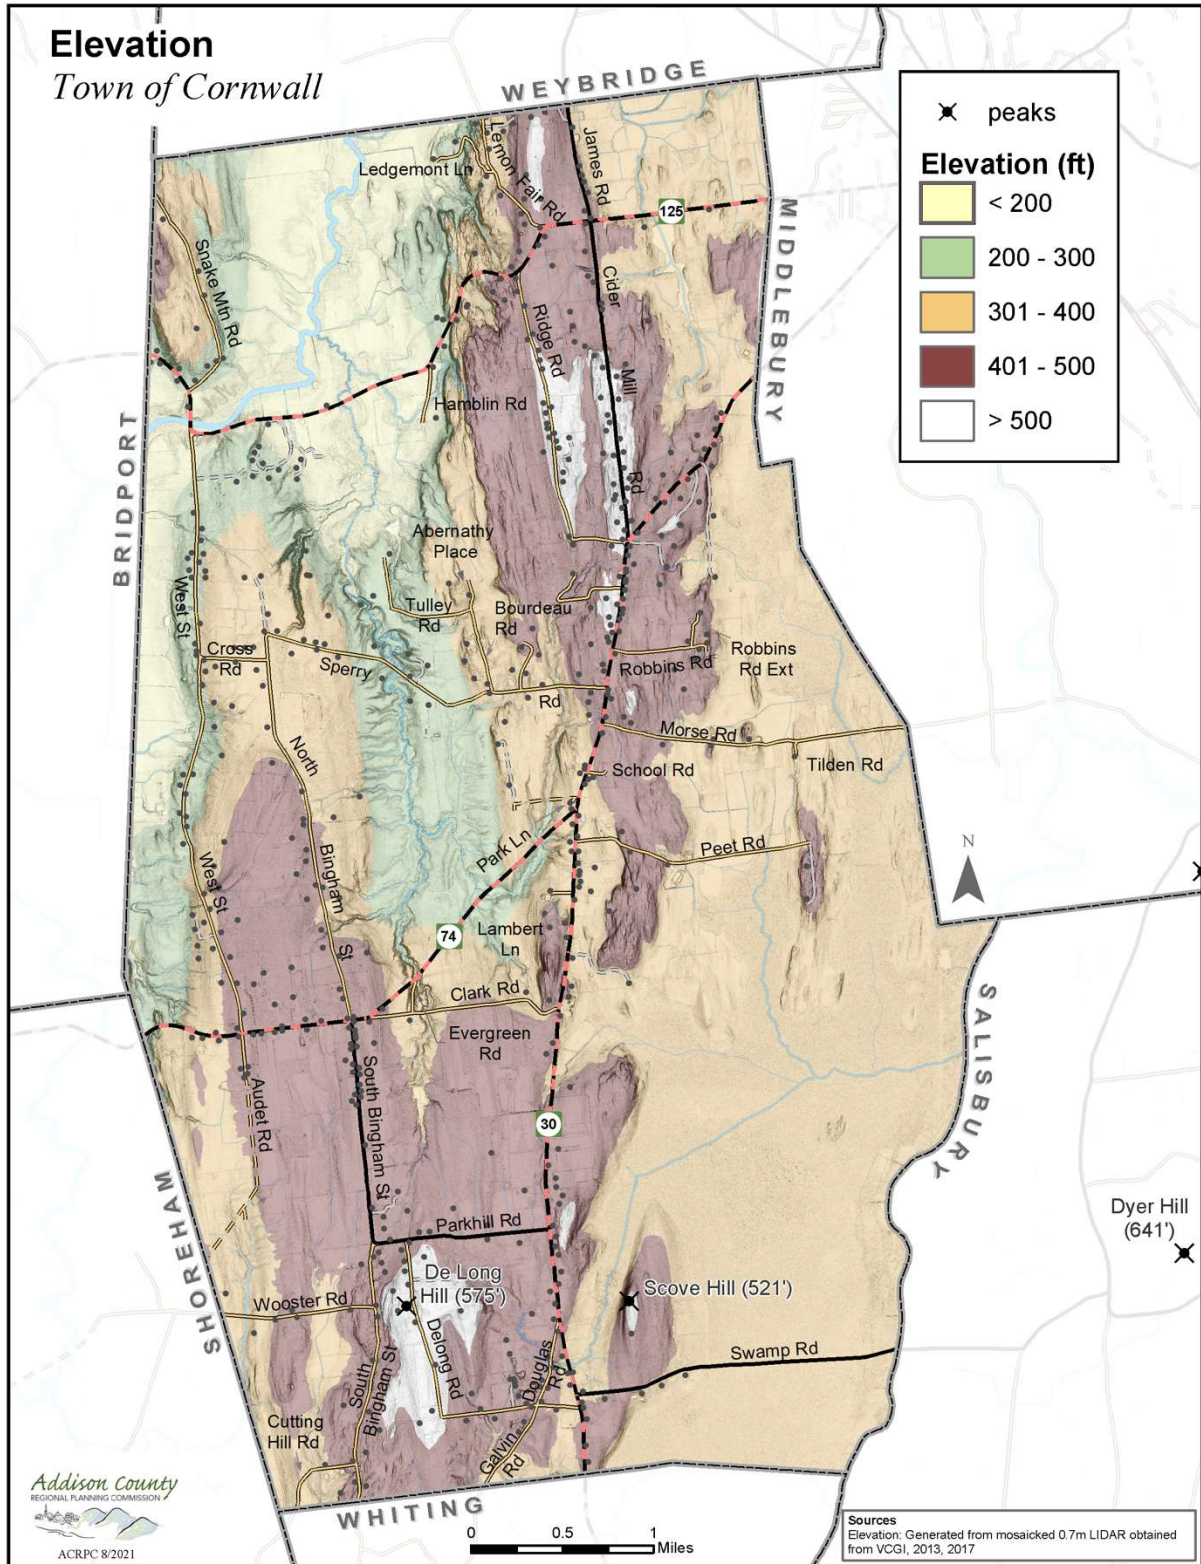 Elevation
Town of Cornwall
WEYBRIDGE
MIDDLEBURY
BRIDPORT
SHOREHAM
SALISBURY
WHITING
peaks
Elevation (ft)
< 200
200 - 300
301 - 400
401 - 500
> 500
Ledgemont Ln
Lemon Fair Rd
James Rd
125
Snake Mtn Rd
Cider
Mill
Rd
Ridge Rd
Hamblin Rd
Abernathy
Place
Tulley
Rd
Bourdeau
Rd
West St
Cross
Rd
Sperry
Rd
Robbins Rd
Robbins
Rd Ext
Morse Rd
Tilden Rd
North
Bingham
St
School Rd
Park Ln
Peet Rd
N
West St
74
Lambert
Ln
Clark Rd
Evergreen
Rd
Audet Rd
South Bingham St
30
Parkhill Rd
De Long
Hill (575')
Scove Hill (521')
Dyer Hill
(641')
Wooster Rd
Delong Rd
Douglas
Rd
Swamp Rd
South
Bingham St
Cutting
Hill Rd
Galvin
Rd
Addison County
REGIONAL PLANNING COMMISSION
ACRPC 8/2021
0 0.5 1
Miles
Sources
Elevation: Generated from mosaicked 0.7m LIDAR obtained
from VCGI, 2013, 2017